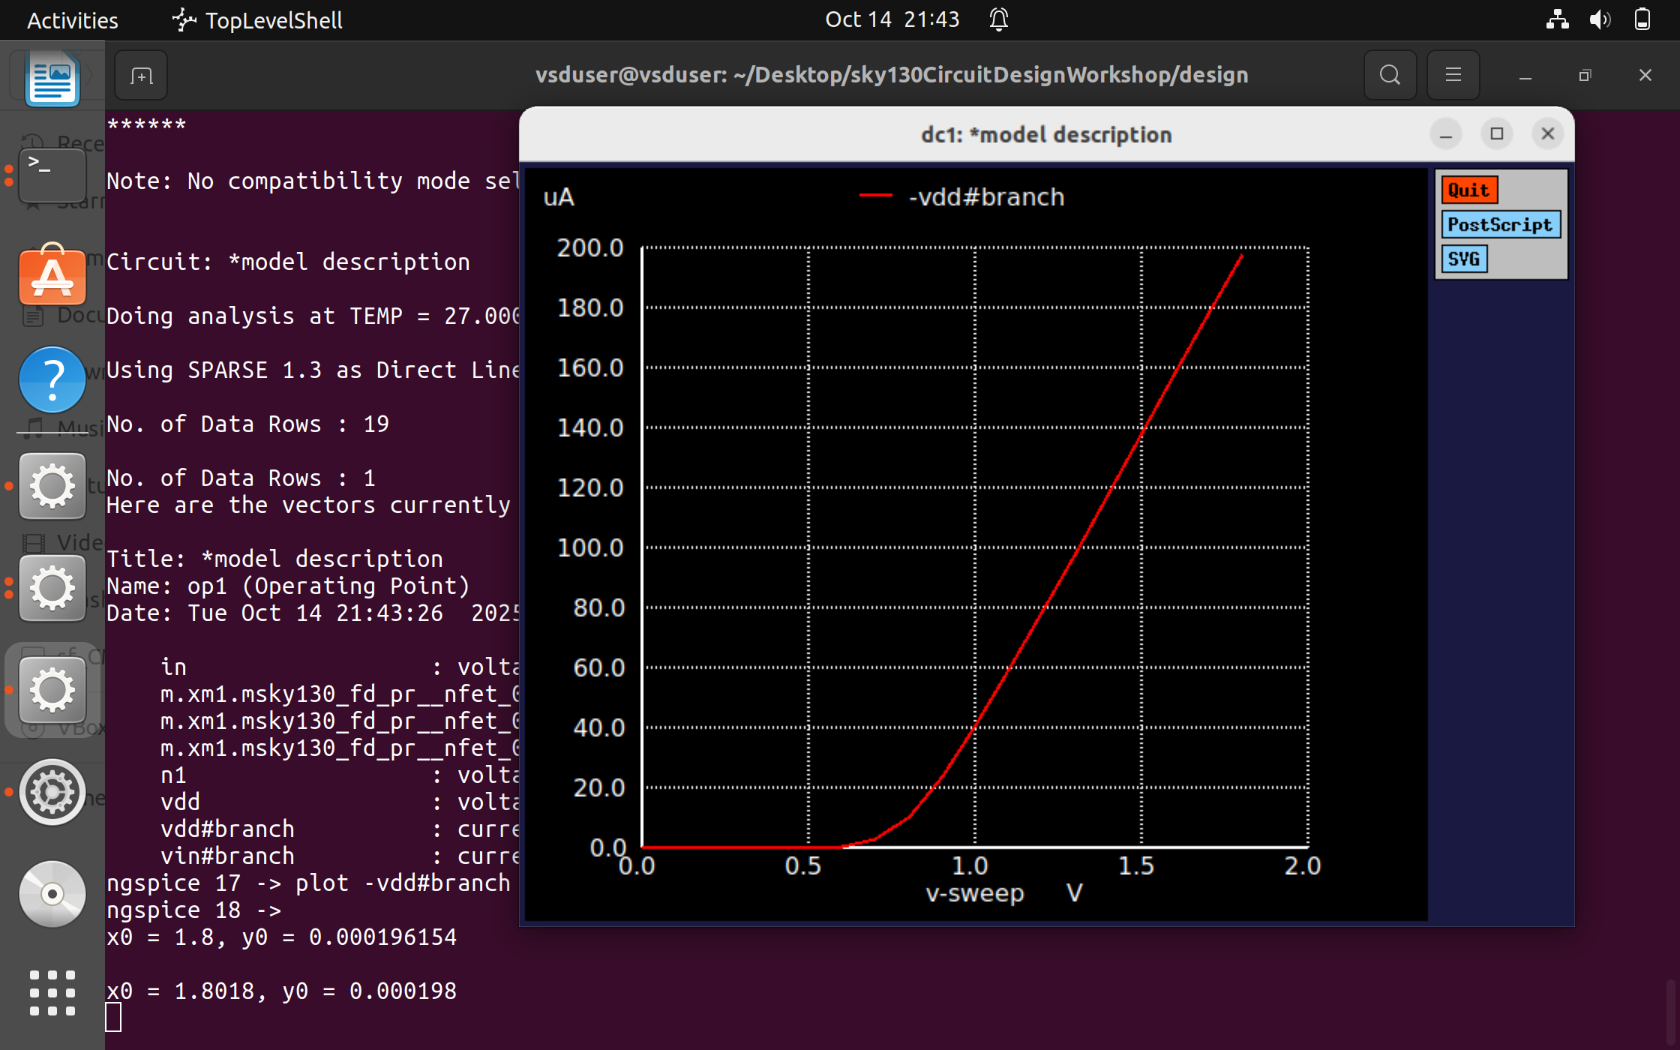 Activities
TopLevelShell
Oct 14 21:43
vsduser@vsduser: ~/Desktop/sky130CircuitDesignWorkshop/design
******
Note: No compatibility mode sel
Circuit: *model description
Doing analysis at TEMP = 27.000
Using SPARSE 1.3 as Direct Line
No. of Data Rows : 19
No. of Data Rows : 1
Here are the vectors currently
Title: *model description
Name: op1 (Operating Point)
Date: Tue Oct 14 21:43:26  2025
in : volta
m.xm1.msky130_fd_pr__nfet_0
m.xm1.msky130_fd_pr__nfet_0
m.xm1.msky130_fd_pr__nfet_0
n1 : volta
vdd : volta
vdd#branch : curre
vin#branch : curre
ngspice 17 -> plot -vdd#branch
ngspice 18 ->
x0 = 1.8, y0 = 0.000196154
x0 = 1.8018, y0 = 0.000198
dc1: *model description
uA
-vdd#branch
200.0
180.0
160.0
140.0
120.0
100.0
80.0
60.0
40.0
20.0
0.0
0.0 0.5 1.0 1.5 2.0
v-sweep V
Quit
PostScript
SVG